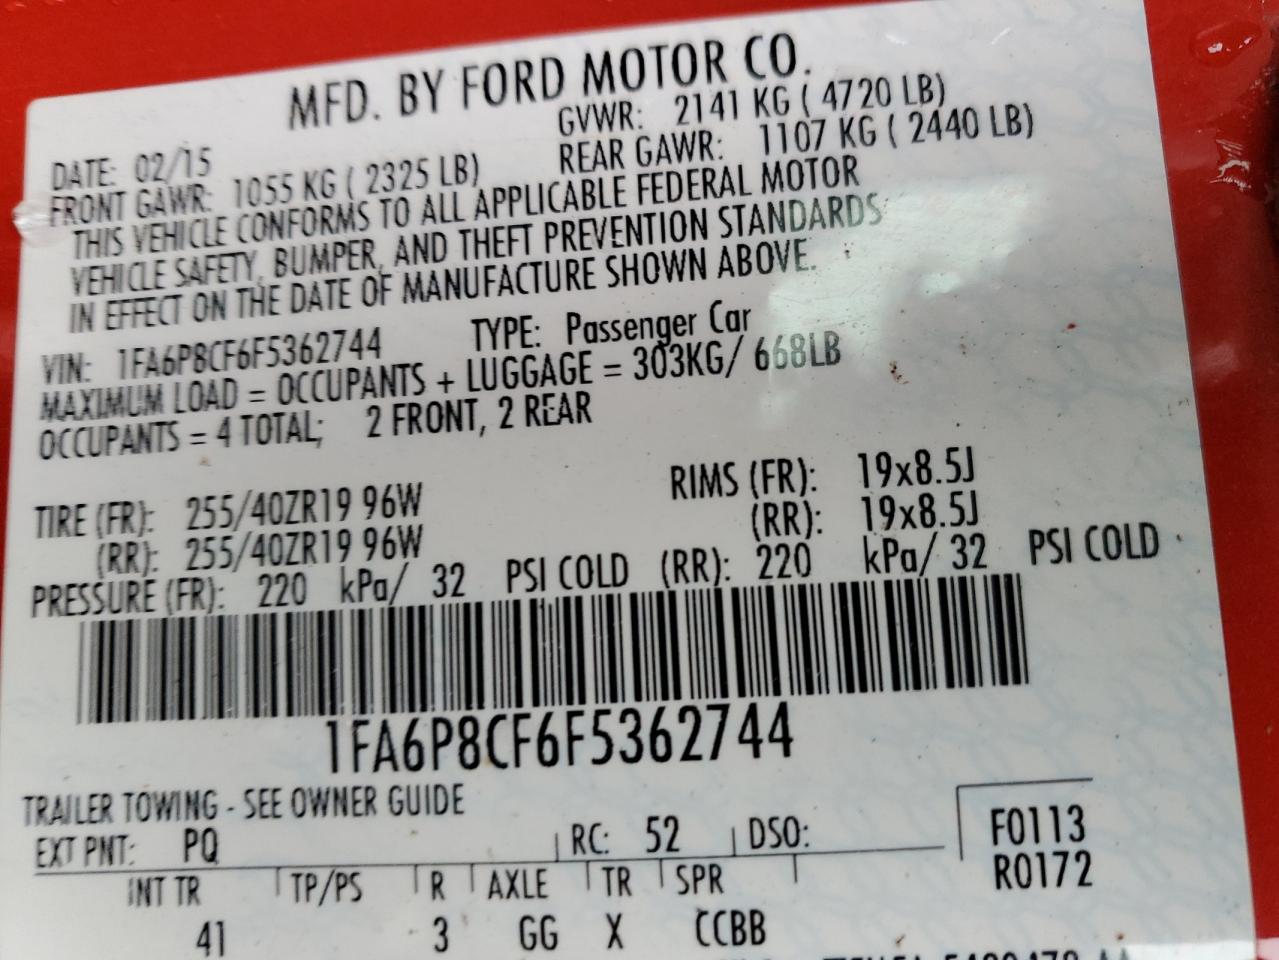 MFD. BY FORD MOTOR CO.
DATE: 02/15 GVWR: 2141 KG ( 4720 LB)
FRONT GAWR: 1055 KG ( 2325 LB) REAR GAWR: 1107 KG ( 2440 LB)
THIS VEHICLE CONFORMS TO ALL APPLICABLE FEDERAL MOTOR
VEHICLE SAFETY, BUMPER, AND THEFT PREVENTION STANDARDS
IN EFFECT ON THE DATE OF MANUFACTURE SHOWN ABOVE.
VIN: 1FA6P8CF6F5362744 TYPE: Passenger Car
MAXIMUM LOAD = OCCUPANTS + LUGGAGE = 303KG/ 668LB
OCCUPANTS = 4 TOTAL; 2 FRONT, 2 REAR
TIRE (FR): 255/40ZR19 96W RIMS (FR): 19x8.5J
(RR): 255/40ZR19 96W (RR): 19x8.5J
PRESSURE (FR): 220 kPa/ 32 PSI COLD (RR): 220 kPa/ 32 PSI COLD
1FA6P8CF6F5362744
TRAILER TOWING - SEE OWNER GUIDE
EXT PNT: PQ RC: 52 DSO: F0113
R0172
INT TR TP/PS R AXLE TR SPR
41 3 GG X CCBB